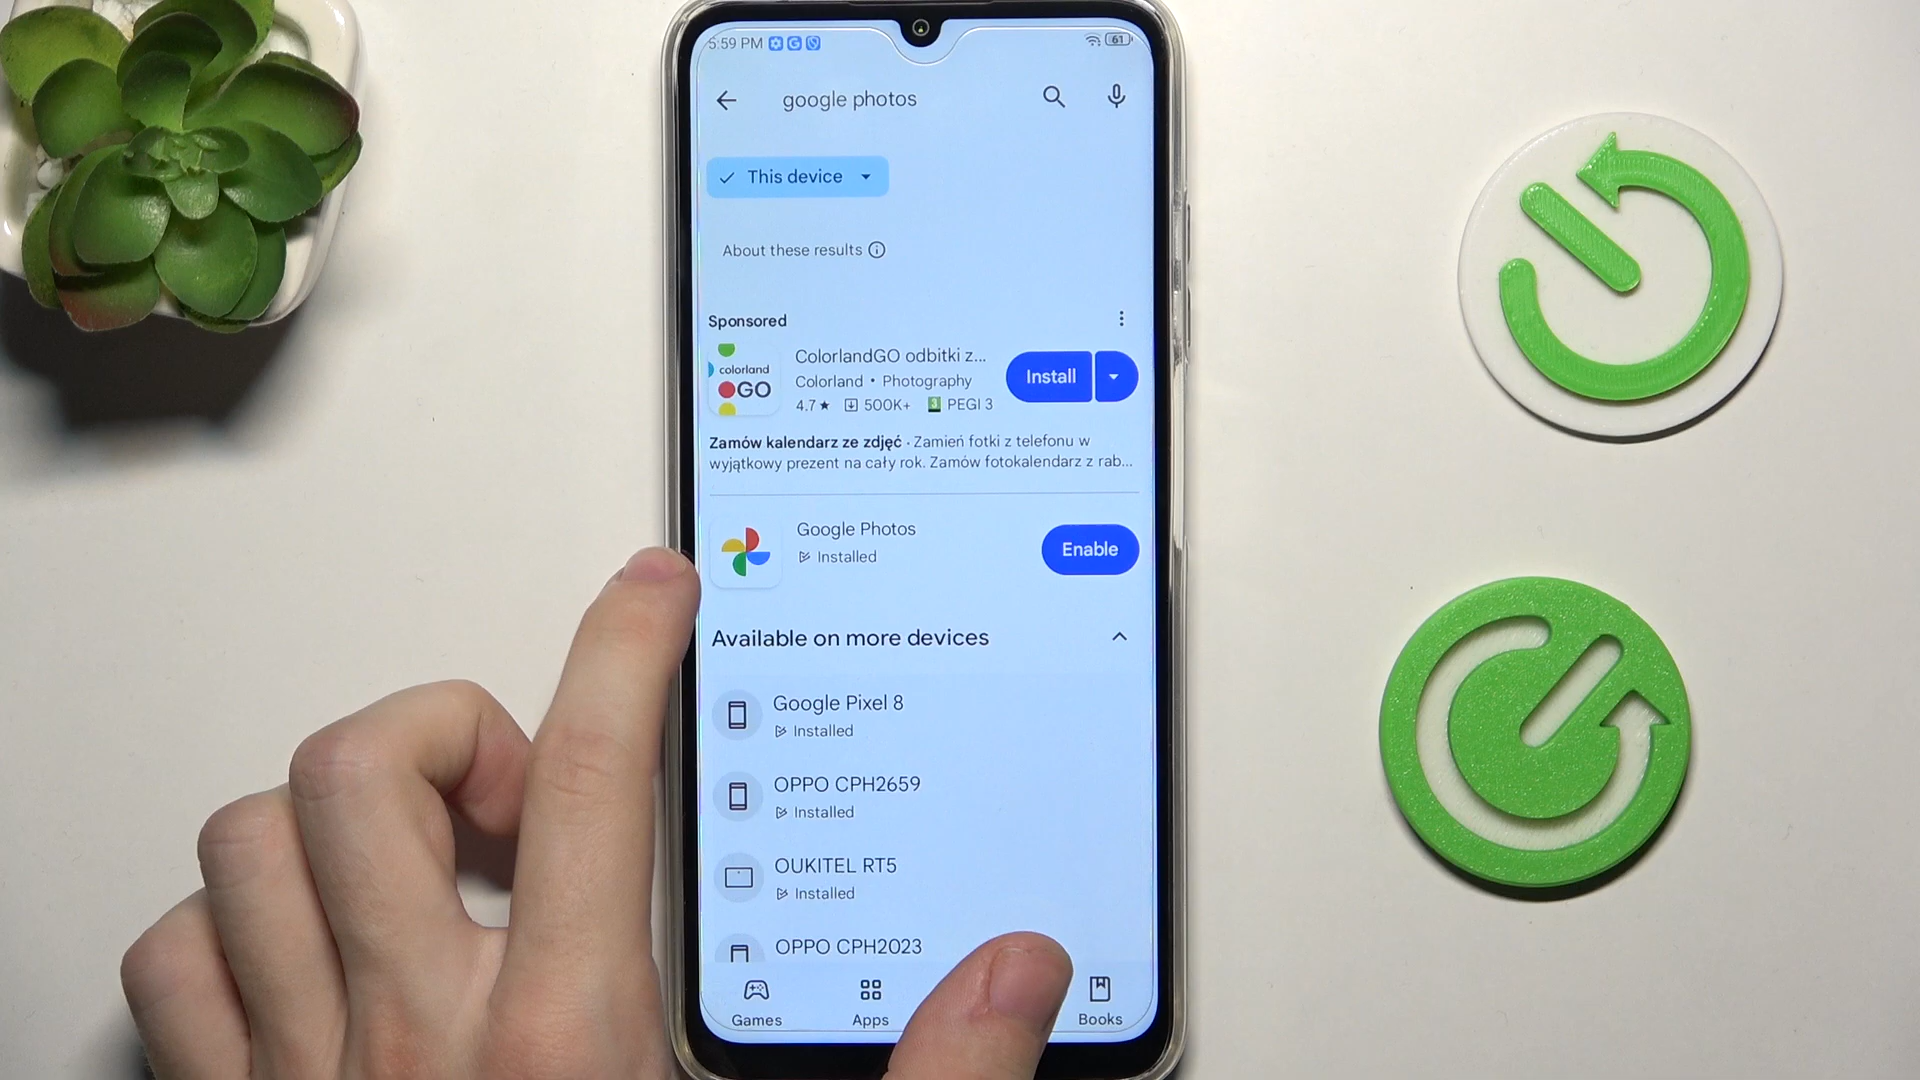 5:59 PM
61
google photos
This device
About these results
Sponsored
colorland
GO
ColorlandGO odbitki z...
Colorland • Photography
4.7★ 500K+ 3 PEGI 3
Install
Zamów kalendarz ze zdjęć · Zamień fotki z telefonu w
wyjątkowy prezent na cały rok. Zamów fotokalendarz z rab...
Google Photos
Installed
Enable
Available on more devices
Google Pixel 8
Installed
OPPO CPH2659
Installed
OUKITEL RT5
Installed
OPPO CPH2023
Games
Apps
Books